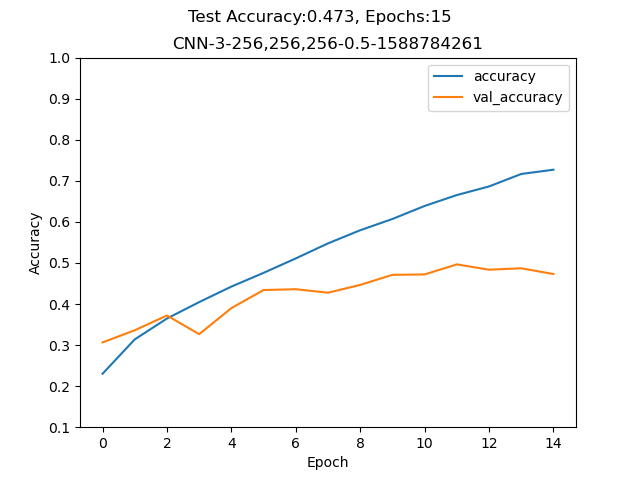 Test Accuracy:0.473, Epochs:15
CNN-3-256,256,256-0.5-1588784261
accuracy
val_accuracy
1.0
0.9
0.8
0.7
0.6
0.5
0.4
0.3
0.2
0.1
Accuracy
0 2 4 6 8 10 12 14
Epoch